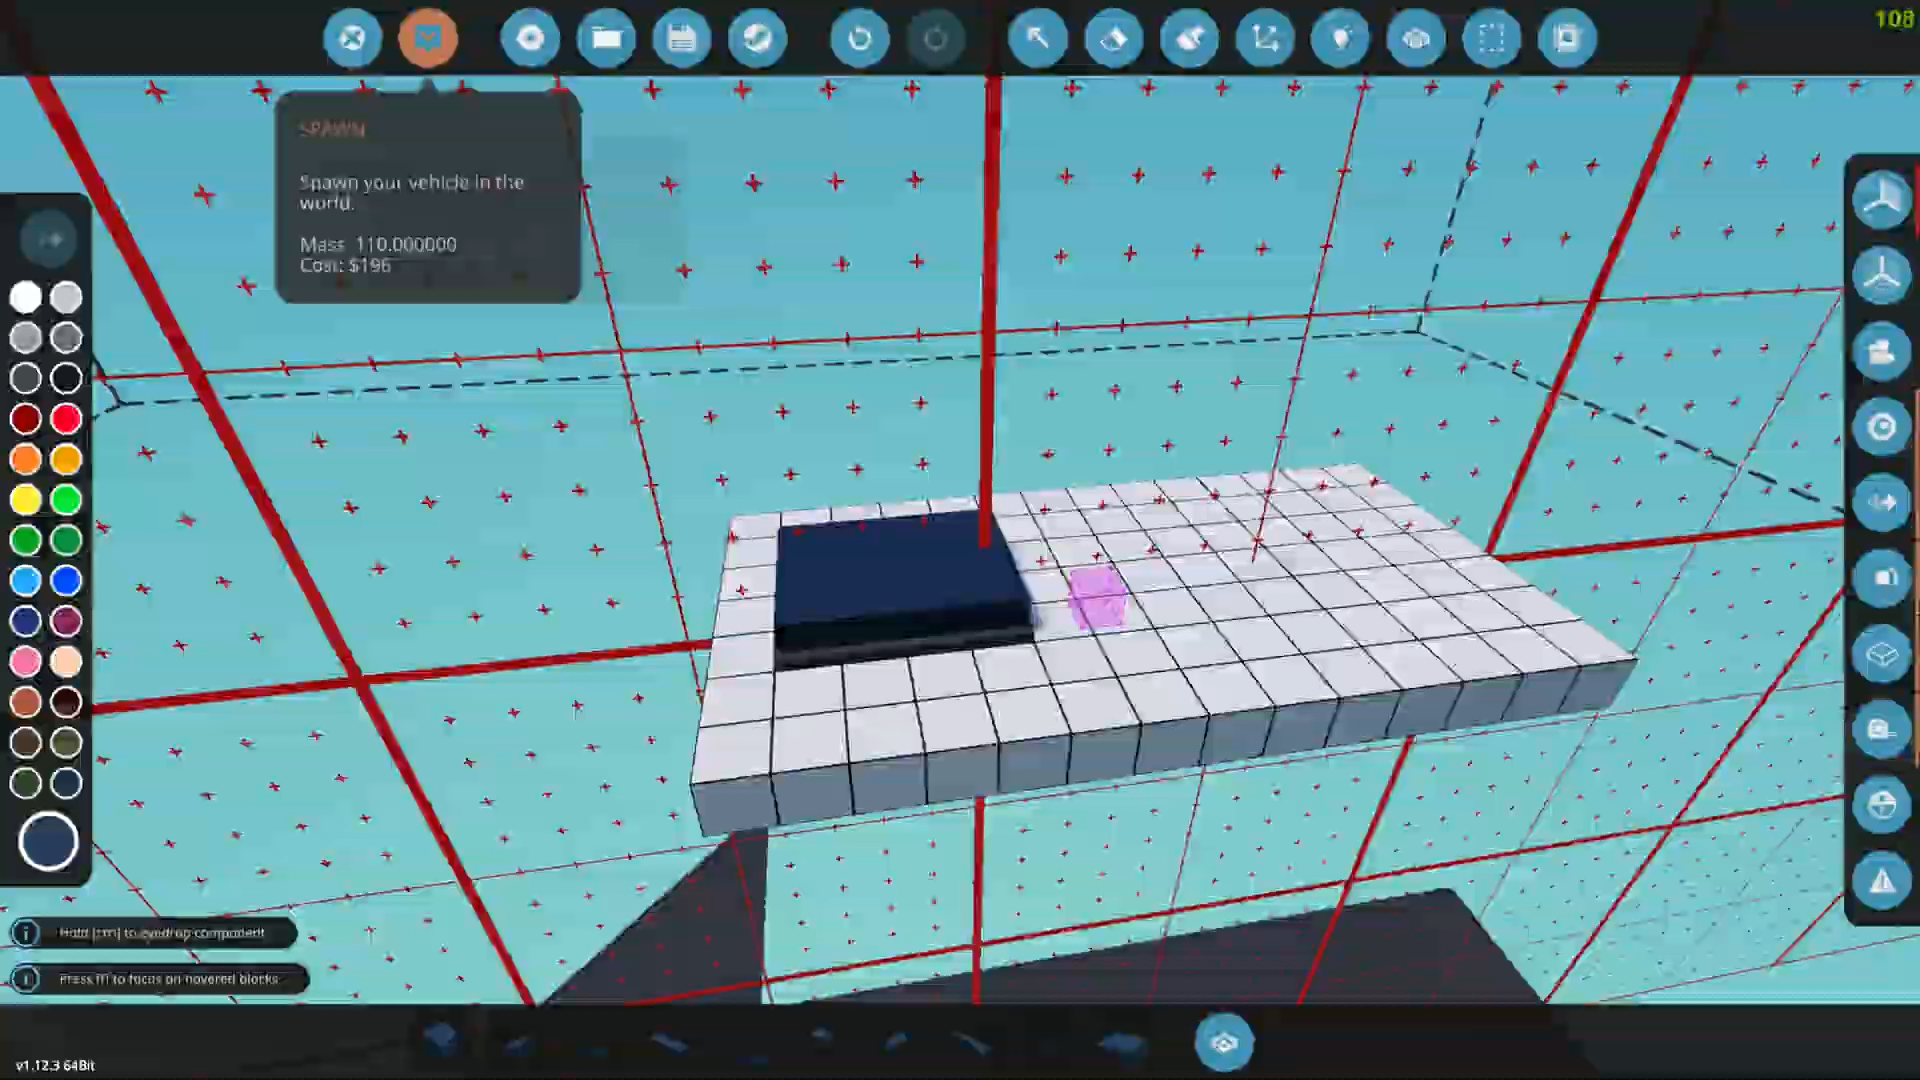 108
SPAWN
Spawn your vehicle in the
world.
Mass: 110.000000
Cost: $196
Hold [ctrl] to eyedrop component
Press [F] to focus on hovered blocks
v1.12.3 64Bit